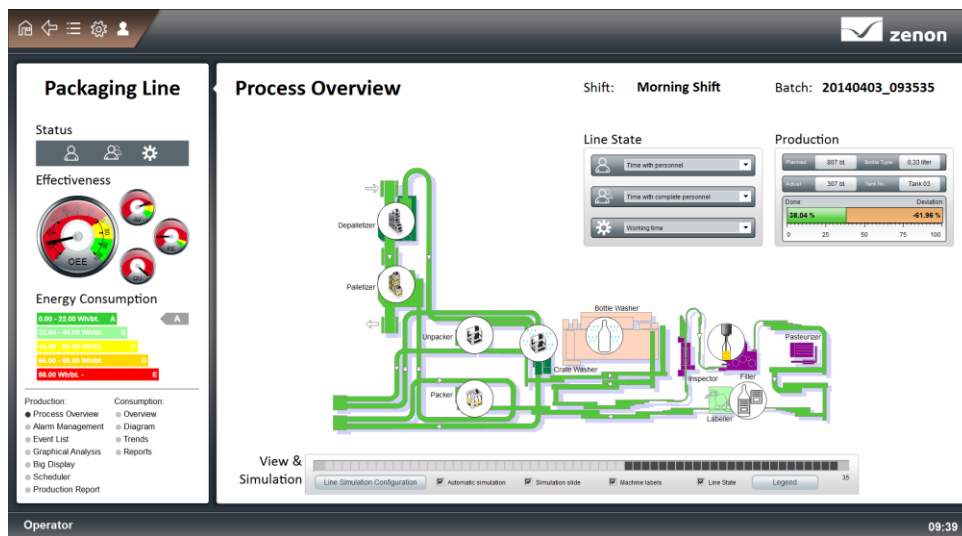 zenon
Packaging Line
Status
Effectiveness
AV
PE
QU
OEE
Energy Consumption
0.00 - 22.00 Wh/bt. A
22.00 - 44.00 Wh/bt. B
C
66.00 - 88.00 Wh/bt. D
88.00 Wh/bt. - E
A
Production:
Process Overview
Alarm Management
Event List
Graphical Analysis
Big Display
Scheduler
Production Report
Consumption:
Overview
Diagram
Trends
Reports
Process Overview
Shift: Morning Shift
Batch: 20140403_093535
Line State
Time with personnel
Time with complete personnel
Working time
Production
Planned: 807 bt. Bottle Type: 0,33 liter
Actual: 307 bt. Tank No.: Tank 03
Done: Deviation:
38.04 % -61.96 %
0 25 50 75 100
Depalletizer
Palletizer
Unpacker
Packer
Bottle Washer
Crate Washer
Inspector
Filler
Pasteurizer
Labeller
View &
Simulation
35
Line Simulation Configuration
Automatic simulation
Simulation slide
Machine labels
Line State
Legend
Operator
09:39